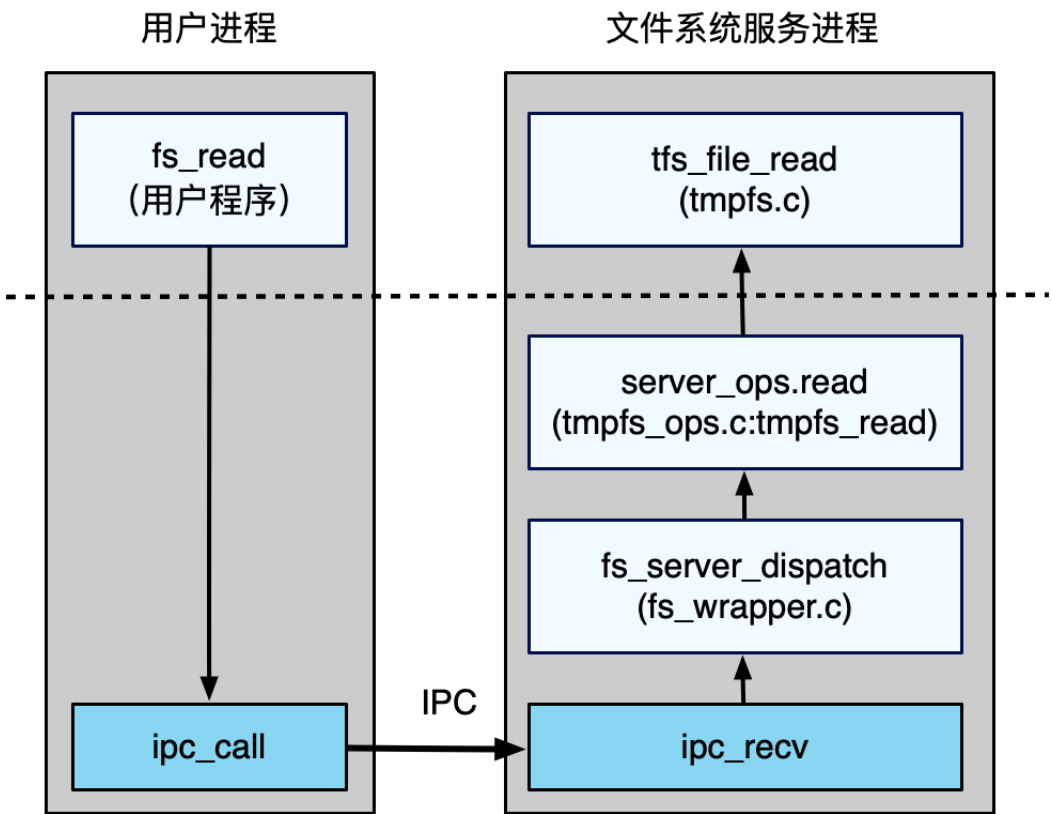 用户进程
文件系统服务进程
fs_read
（用户程序）
tfs_file_read
(tmpfs.c)
server_ops.read
(tmpfs_ops.c:tmpfs_read)
fs_server_dispatch
(fs_wrapper.c)
IPC
ipc_call
ipc_recv